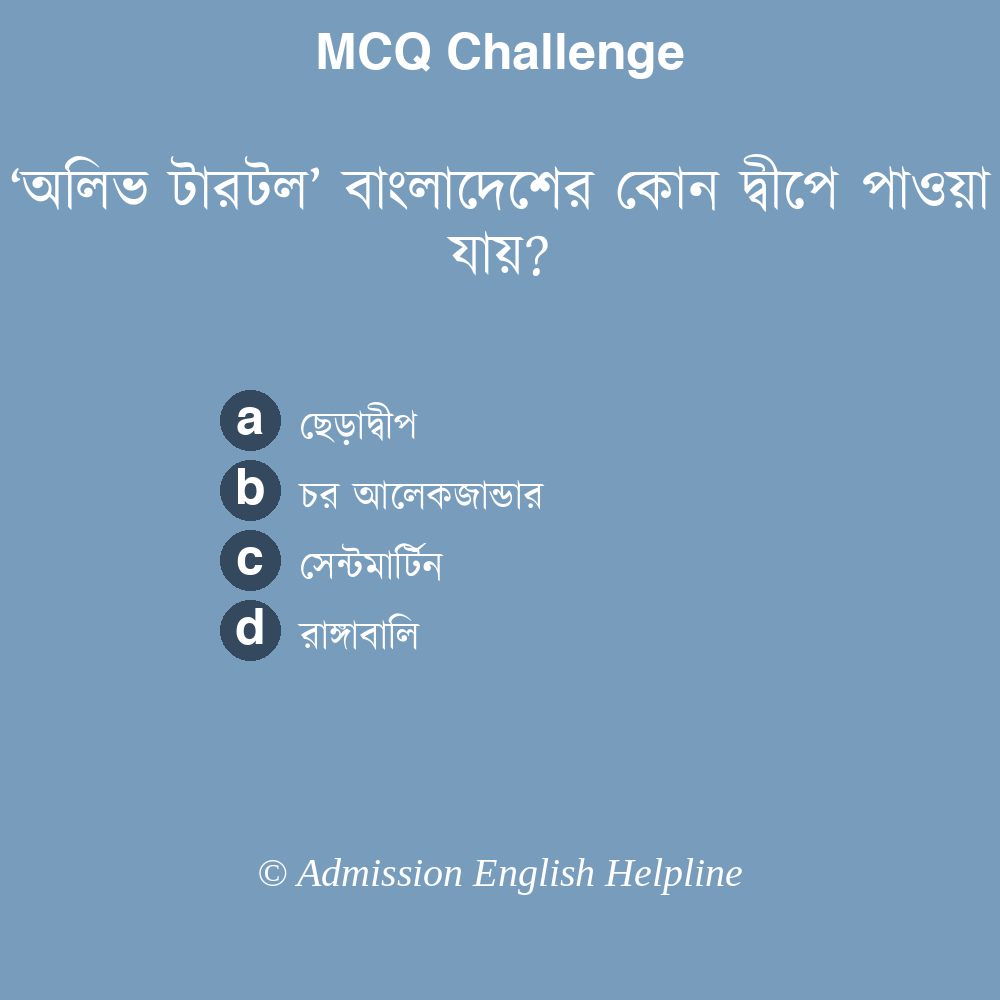 MCQ Challenge
‘অলিভ টারটল’ বাংলাদেশের কোন দ্বীপে পাওয়া
যায়?
a ছেড়াদ্বীপ
b চর আলেকজান্ডার
c সেন্টমার্টিন
d রাঙ্গাবালি
© Admission English Helpline